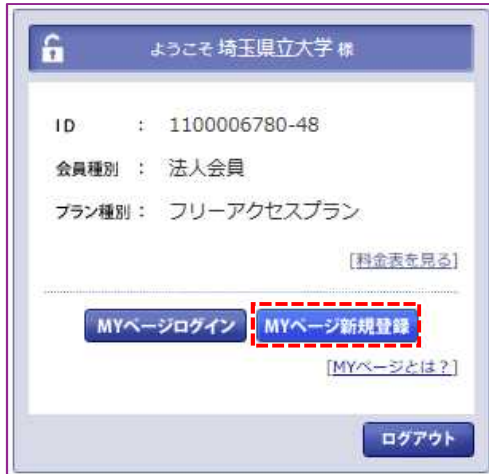 ようこそ 埼玉県立大学 様
ID : 1100006780-48
会員種別 : 法人会員
プラン種別 : フリーアクセスプラン
[料金表を見る]
MYページログイン MYページ新規登録
[MYページとは？]
ログアウト